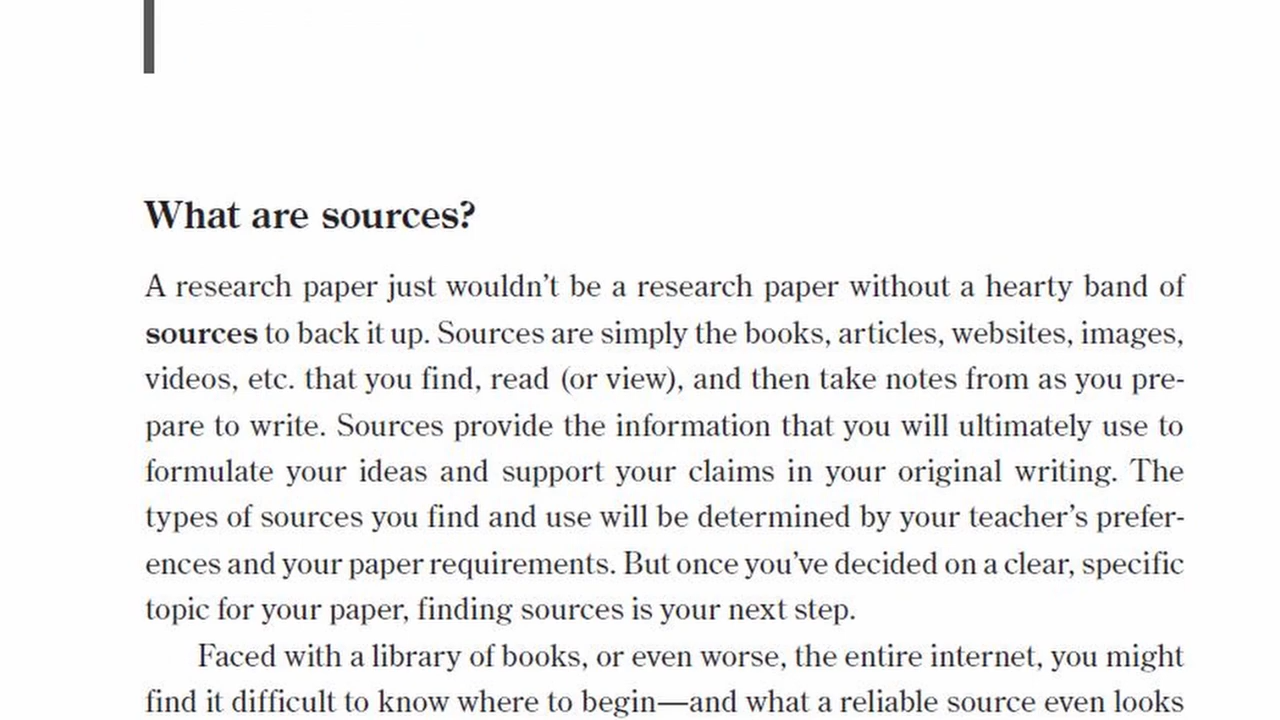 What are sources?
A research paper just wouldn’t be a research paper without a hearty band of
sources to back it up. Sources are simply the books, articles, websites, images,
videos, etc. that you find, read (or view), and then take notes from as you pre-
pare to write. Sources provide the information that you will ultimately use to
formulate your ideas and support your claims in your original writing. The
types of sources you find and use will be determined by your teacher’s prefer-
ences and your paper requirements. But once you’ve decided on a clear, specific
topic for your paper, finding sources is your next step.
Faced with a library of books, or even worse, the entire internet, you might
find it difficult to know where to begin—and what a reliable source even looks